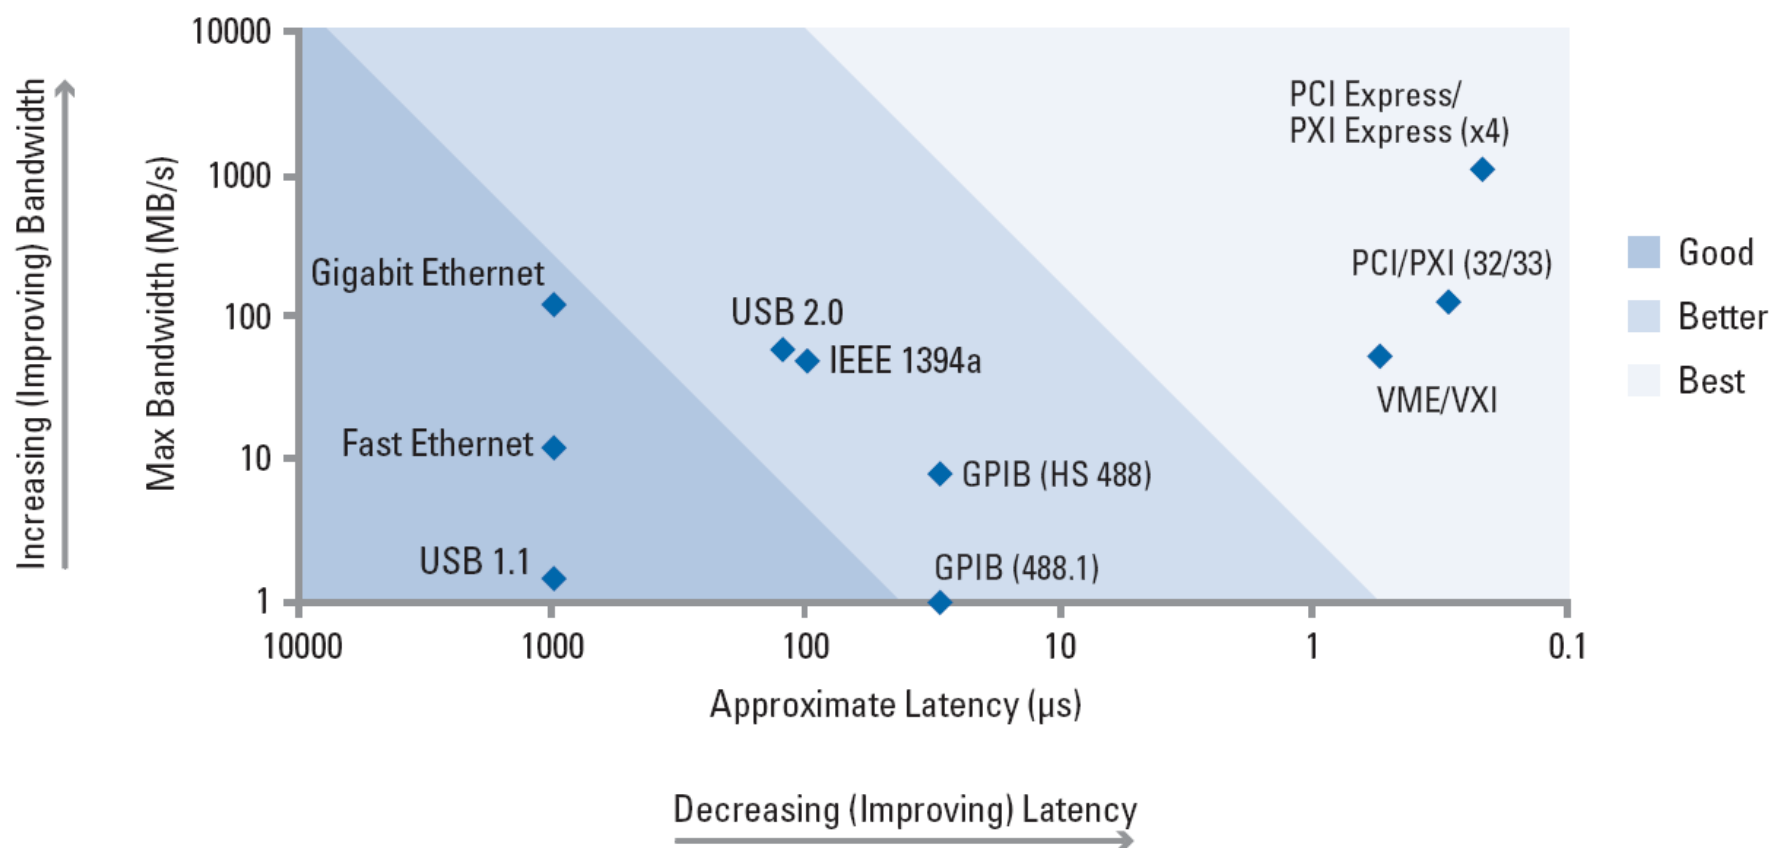 Increasing (Improving) Bandwidth
Max Bandwidth (MB/s)
10000
1000
100
10
1
PCI Express/
PXI Express (x4)
Gigabit Ethernet
PCI/PXI (32/33)
USB 2.0
IEEE 1394a
VME/VXI
Fast Ethernet
GPIB (HS 488)
USB 1.1
GPIB (488.1)
Good
Better
Best
10000
1000
100
10
1
0.1
Approximate Latency (µs)
Decreasing (Improving) Latency